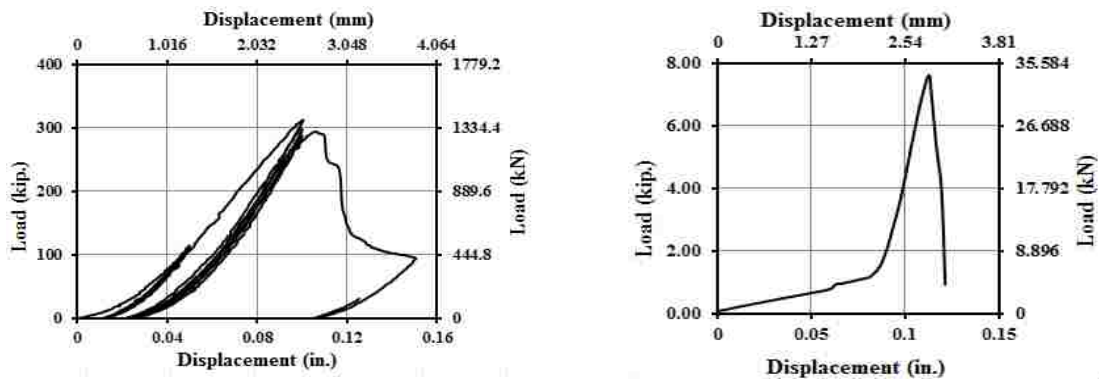 Displacement (mm)
0 1.016 2.032 3.048 4.064
400 1779.2
300 1334.4
200 889.6
100 444.8
0 0
Load (kip.)
Load (kN)
0 0.04 0.08 0.12 0.16
Displacement (in.)
Displacement (mm)
0 1.27 2.54 3.81
8.00 35.584
6.00 26.688
4.00 17.792
2.00 8.896
0.00 0
Load (kip.)
Load (kN)
0 0.05 0.1 0.15
Displacement (in.)